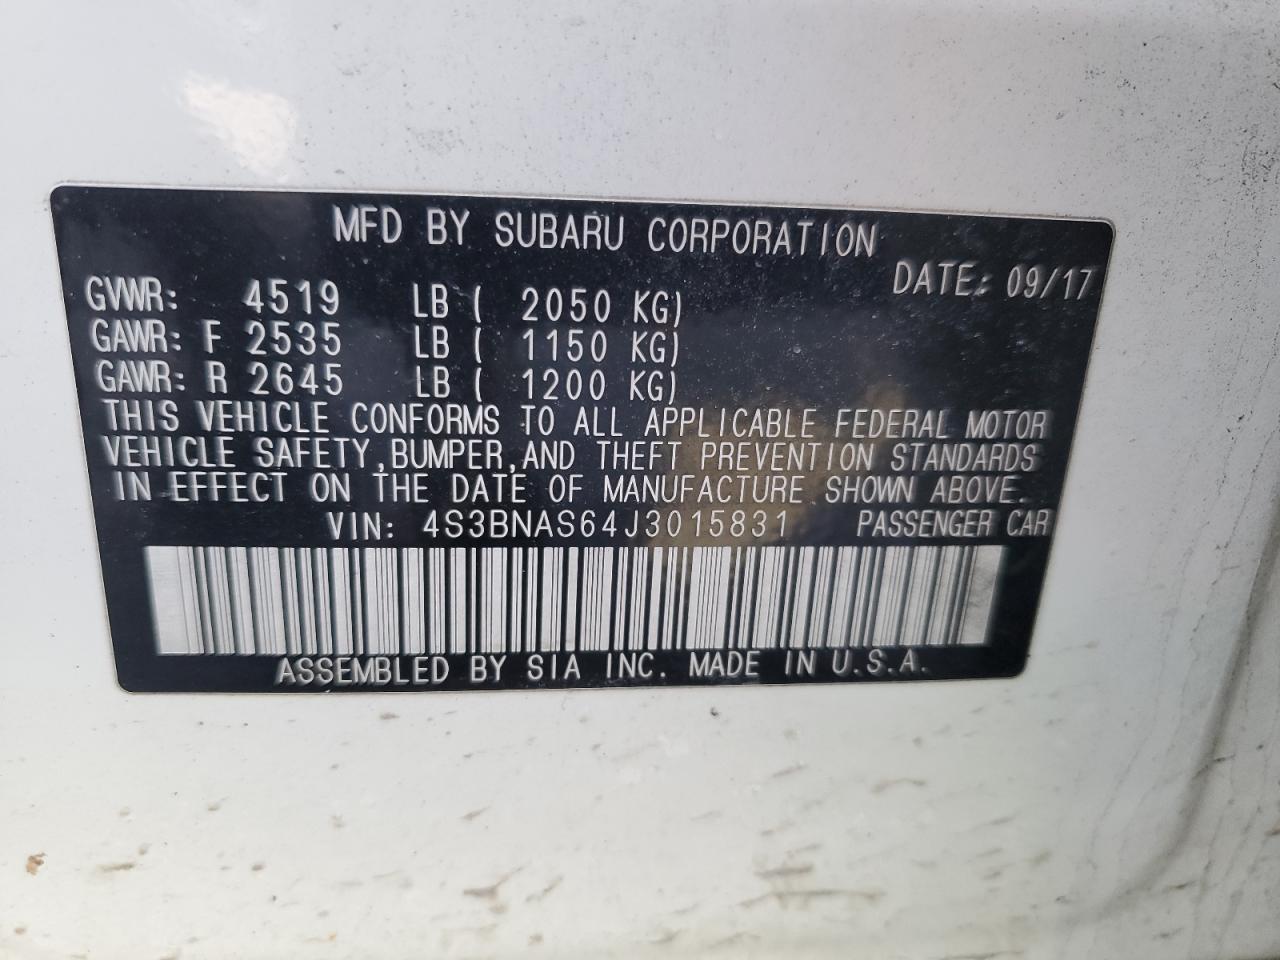 MFD BY SUBARU CORPORATION
DATE: 09/17
GVWR: 4519 LB ( 2050 KG)
GAWR: F 2535 LB ( 1150 KG)
GAWR: R 2645 LB ( 1200 KG)
THIS VEHICLE CONFORMS TO ALL APPLICABLE FEDERAL MOTOR
VEHICLE SAFETY,BUMPER,AND THEFT PREVENTION STANDARDS
IN EFFECT ON THE DATE OF MANUFACTURE SHOWN ABOVE.
VIN: 4S3BNAS64J3015831 PASSENGER CAR
ASSEMBLED BY SIA INC. MADE IN U.S.A.